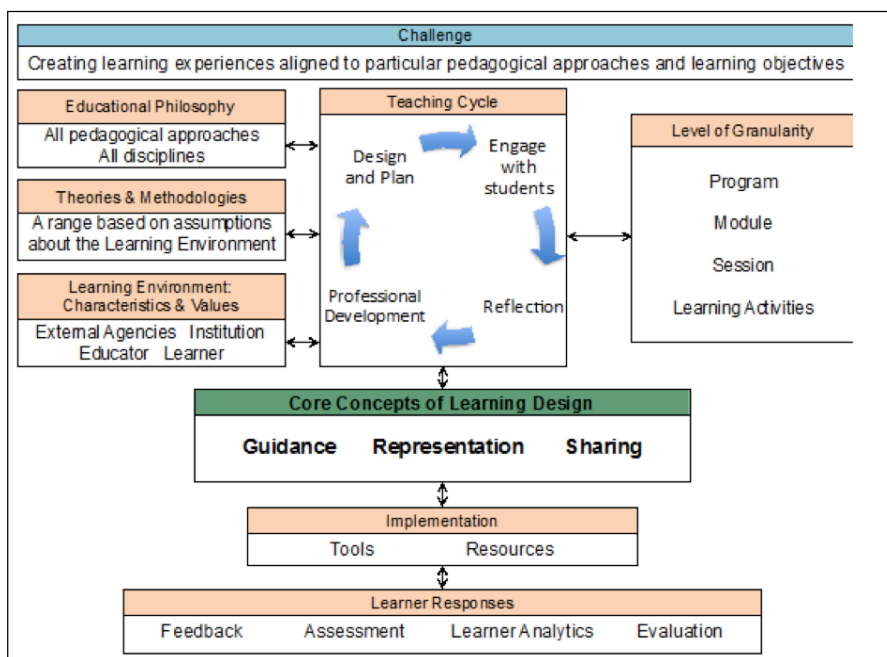 Challenge
Creating learning experiences aligned to particular pedagogical approaches and learning objectives
Educational Philosophy
All pedagogical approaches
All disciplines
Theories & Methodologies
A range based on assumptions
about the Learning Environment
Learning Environment:
Characteristics & Values
External Agencies Institution
Educator Learner
Teaching Cycle
Design
and Plan
Engage
with
students
Reflection
Professional
Development
Level of Granularity
Program
Module
Session
Learning Activities
Core Concepts of Learning Design
Guidance Representation Sharing
Implementation
Tools Resources
Learner Responses
Feedback Assessment Learner Analytics Evaluation